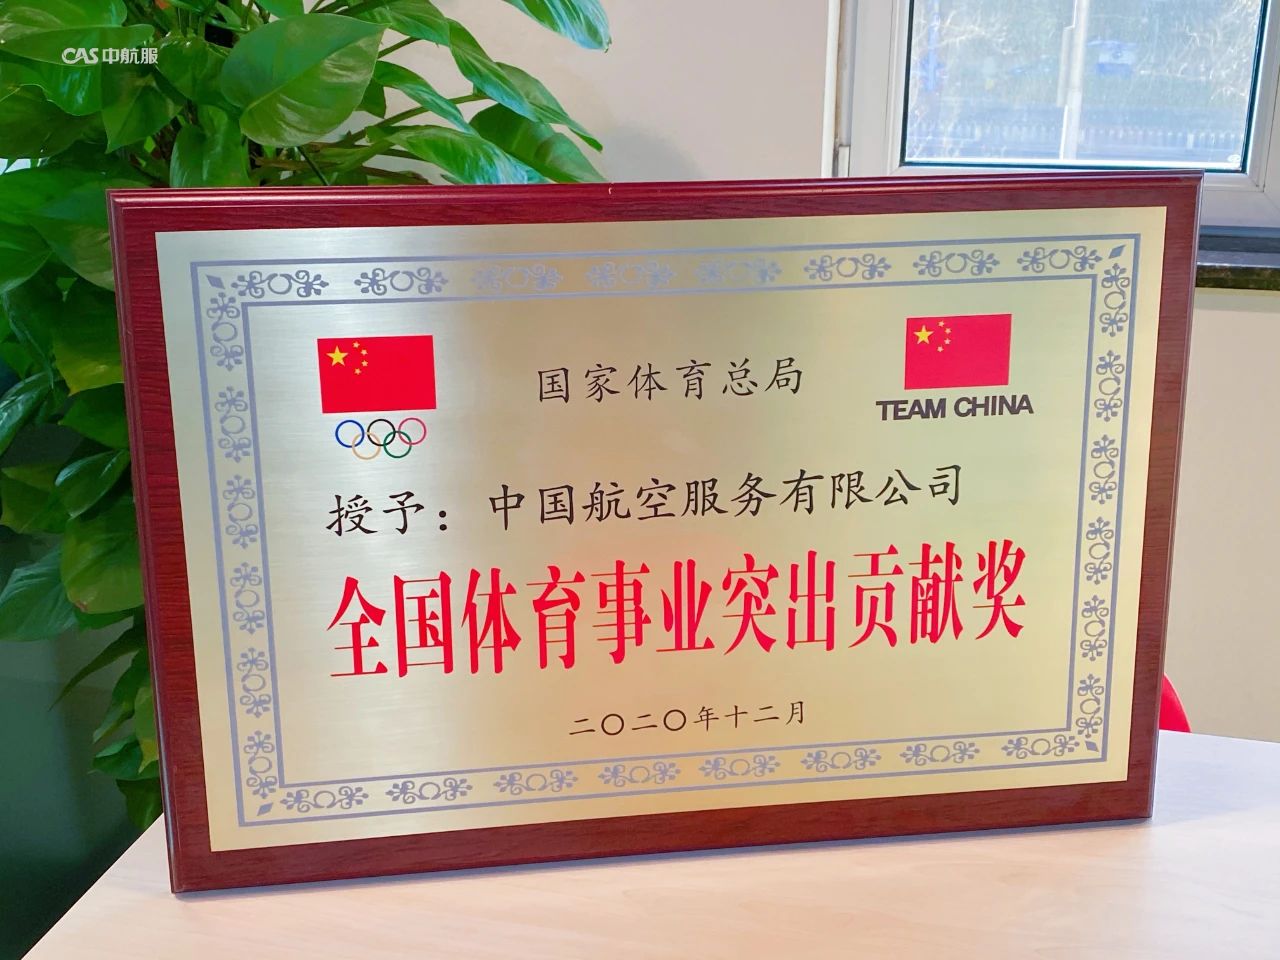 CAS中航服
国家体育总局
TEAM CHINA
授予：中国航空服务有限公司
全国体育事业突出贡献奖
二〇二〇年十二月